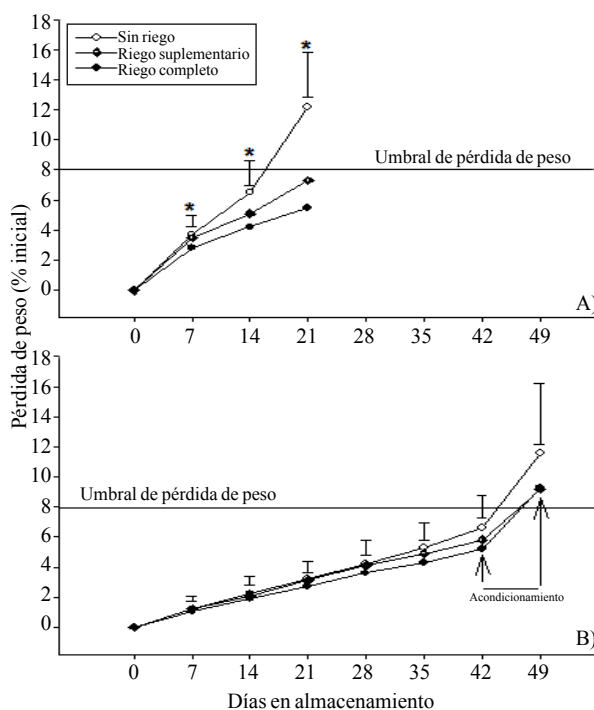 18
16
14
12
10
8
6
4
2
0
Sin riego
Riego suplementario
Riego completo
*
*
*
Umbral de pérdida de peso
A)
0 7 14 21 28 35 42 49
Pérdida de peso (% inicial)
18
16
14
12
10
8
6
4
2
0
Umbral de pérdida de peso
Acondicionamiento
B)
0 7 14 21 28 35 42 49
Días en almacenamiento